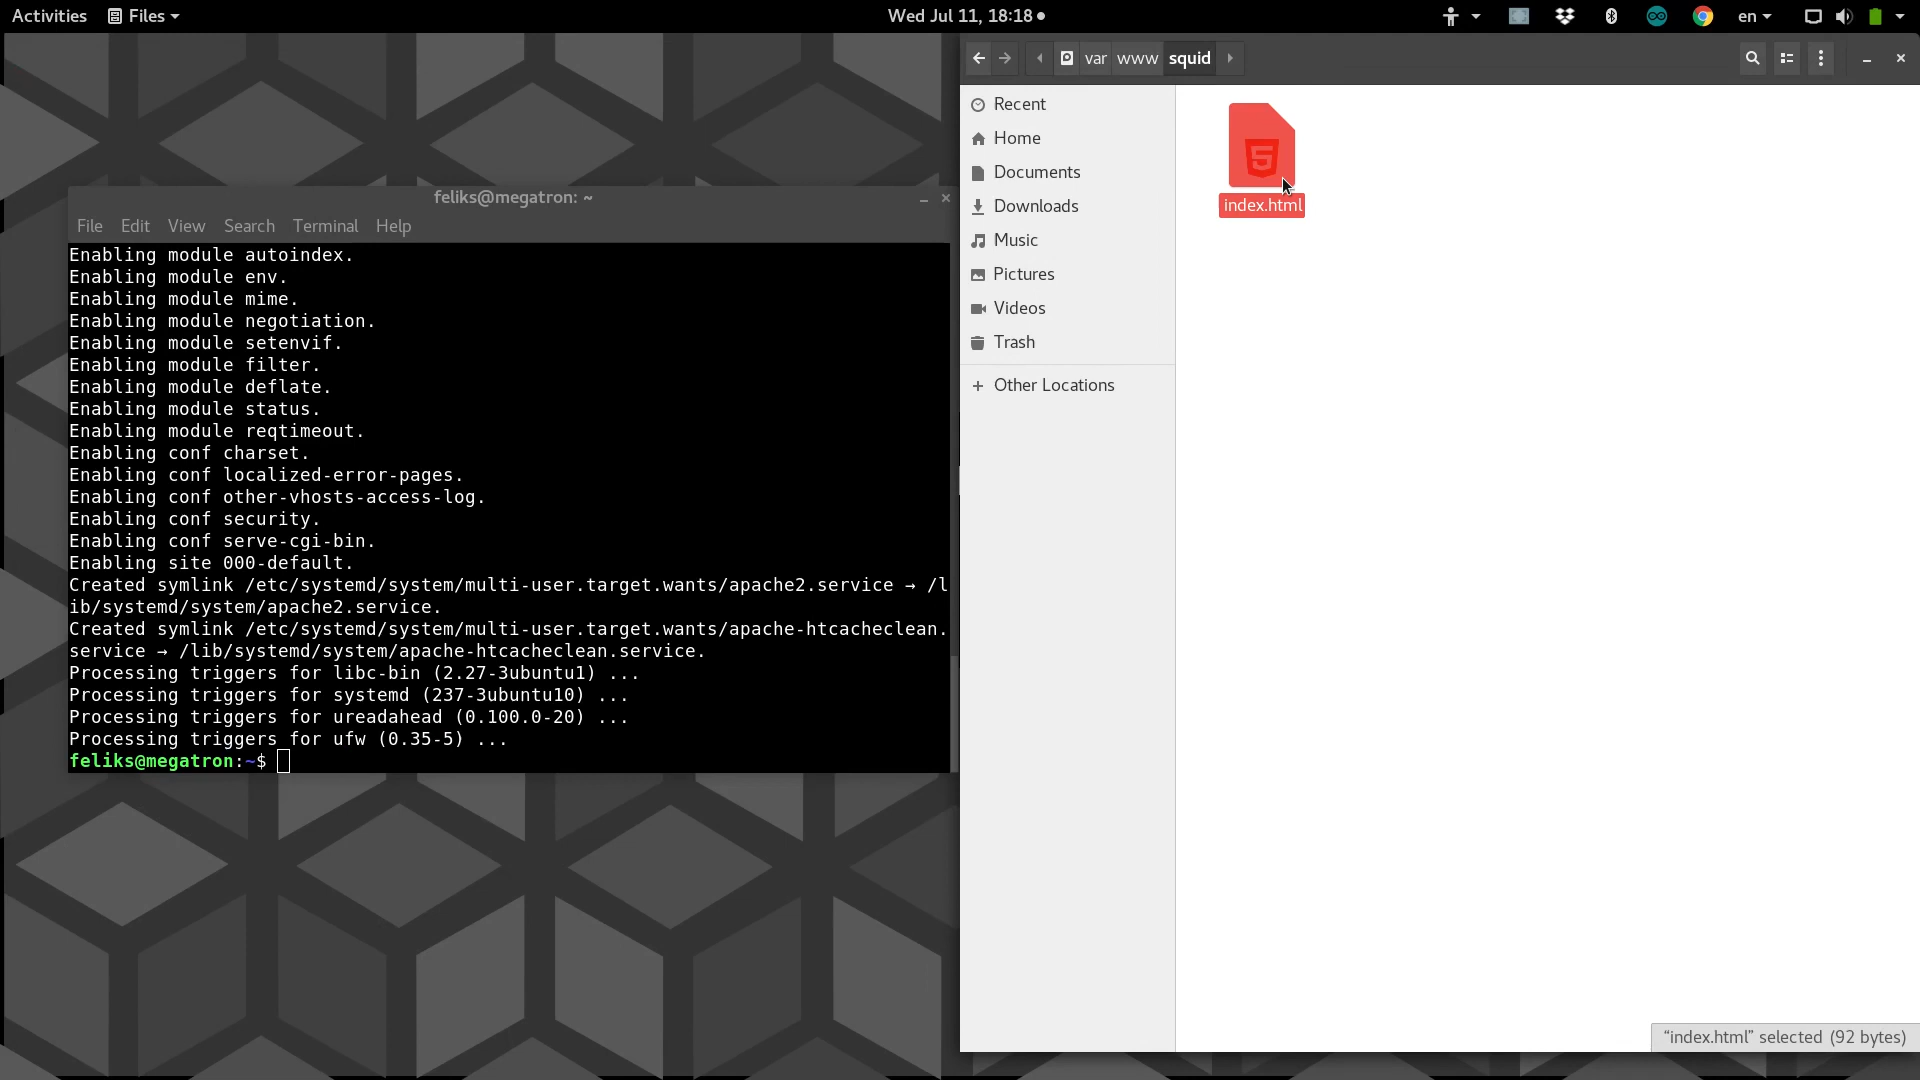 Activities
Files
Wed Jul 11, 18:18
en
feliks@megatron: ~
File Edit View Search Terminal Help
Enabling module autoindex.
Enabling module env.
Enabling module mime.
Enabling module negotiation.
Enabling module setenvif.
Enabling module filter.
Enabling module deflate.
Enabling module status.
Enabling module reqtimeout.
Enabling conf charset.
Enabling conf localized-error-pages.
Enabling conf other-vhosts-access-log.
Enabling conf security.
Enabling conf serve-cgi-bin.
Enabling site 000-default.
Created symlink /etc/systemd/system/multi-user.target.wants/apache2.service → /l
ib/systemd/system/apache2.service.
Created symlink /etc/systemd/system/multi-user.target.wants/apache-htcacheclean.
service → /lib/systemd/system/apache-htcacheclean.service.
Processing triggers for libc-bin (2.27-3ubuntu1) ...
Processing triggers for systemd (237-3ubuntu10) ...
Processing triggers for ureadahead (0.100.0-20) ...
Processing triggers for ufw (0.35-5) ...
feliks@megatron:~$
var www squid
Recent
Home
Documents
Downloads
Music
Pictures
Videos
Trash
+ Other Locations
5
index.html
“index.html” selected (92 bytes)